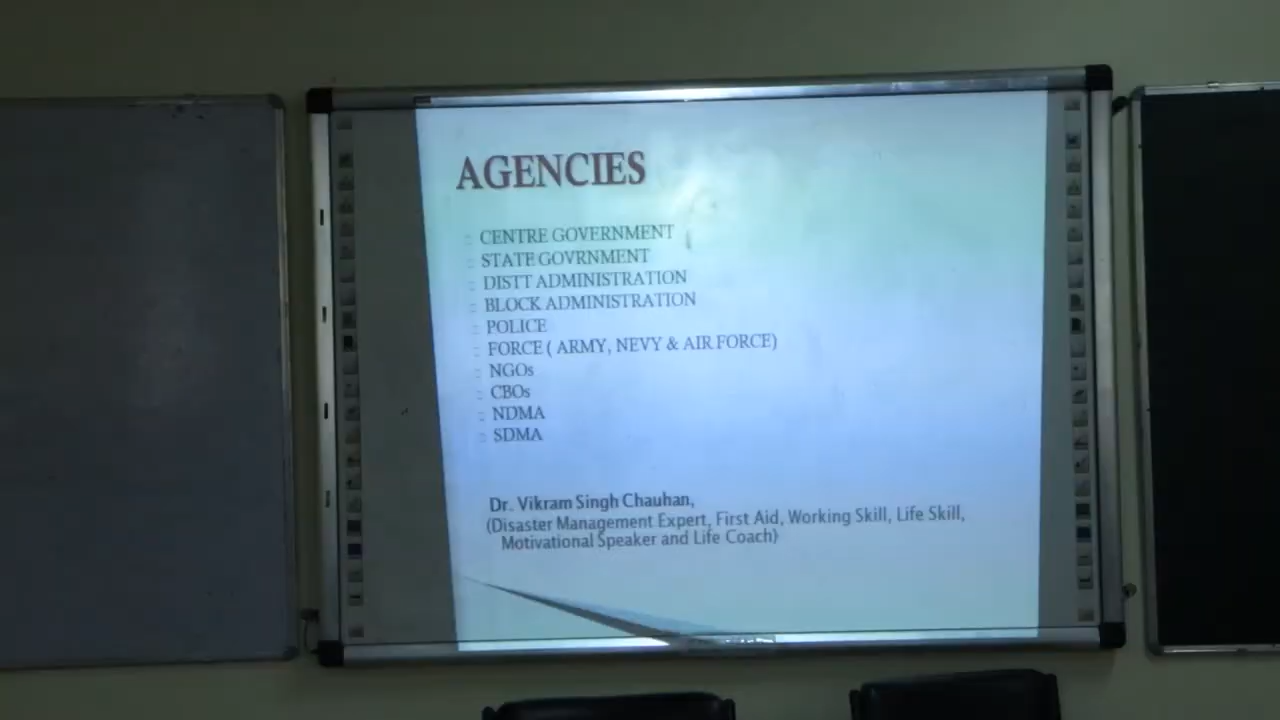 AGENCIES
CENTRE GOVERNMENT
STATE GOVRNMENT
DISTT ADMINISTRATION
BLOCK ADMINISTRATION
POLICE
FORCE ( ARMY, NEVY & AIR FORCE)
NGOs
CBOs
NDMA
SDMA
Dr. Vikram Singh Chauhan,
(Disaster Management Expert, First Aid, Working Skill, Life Skill,
Motivational Speaker and Life Coach)